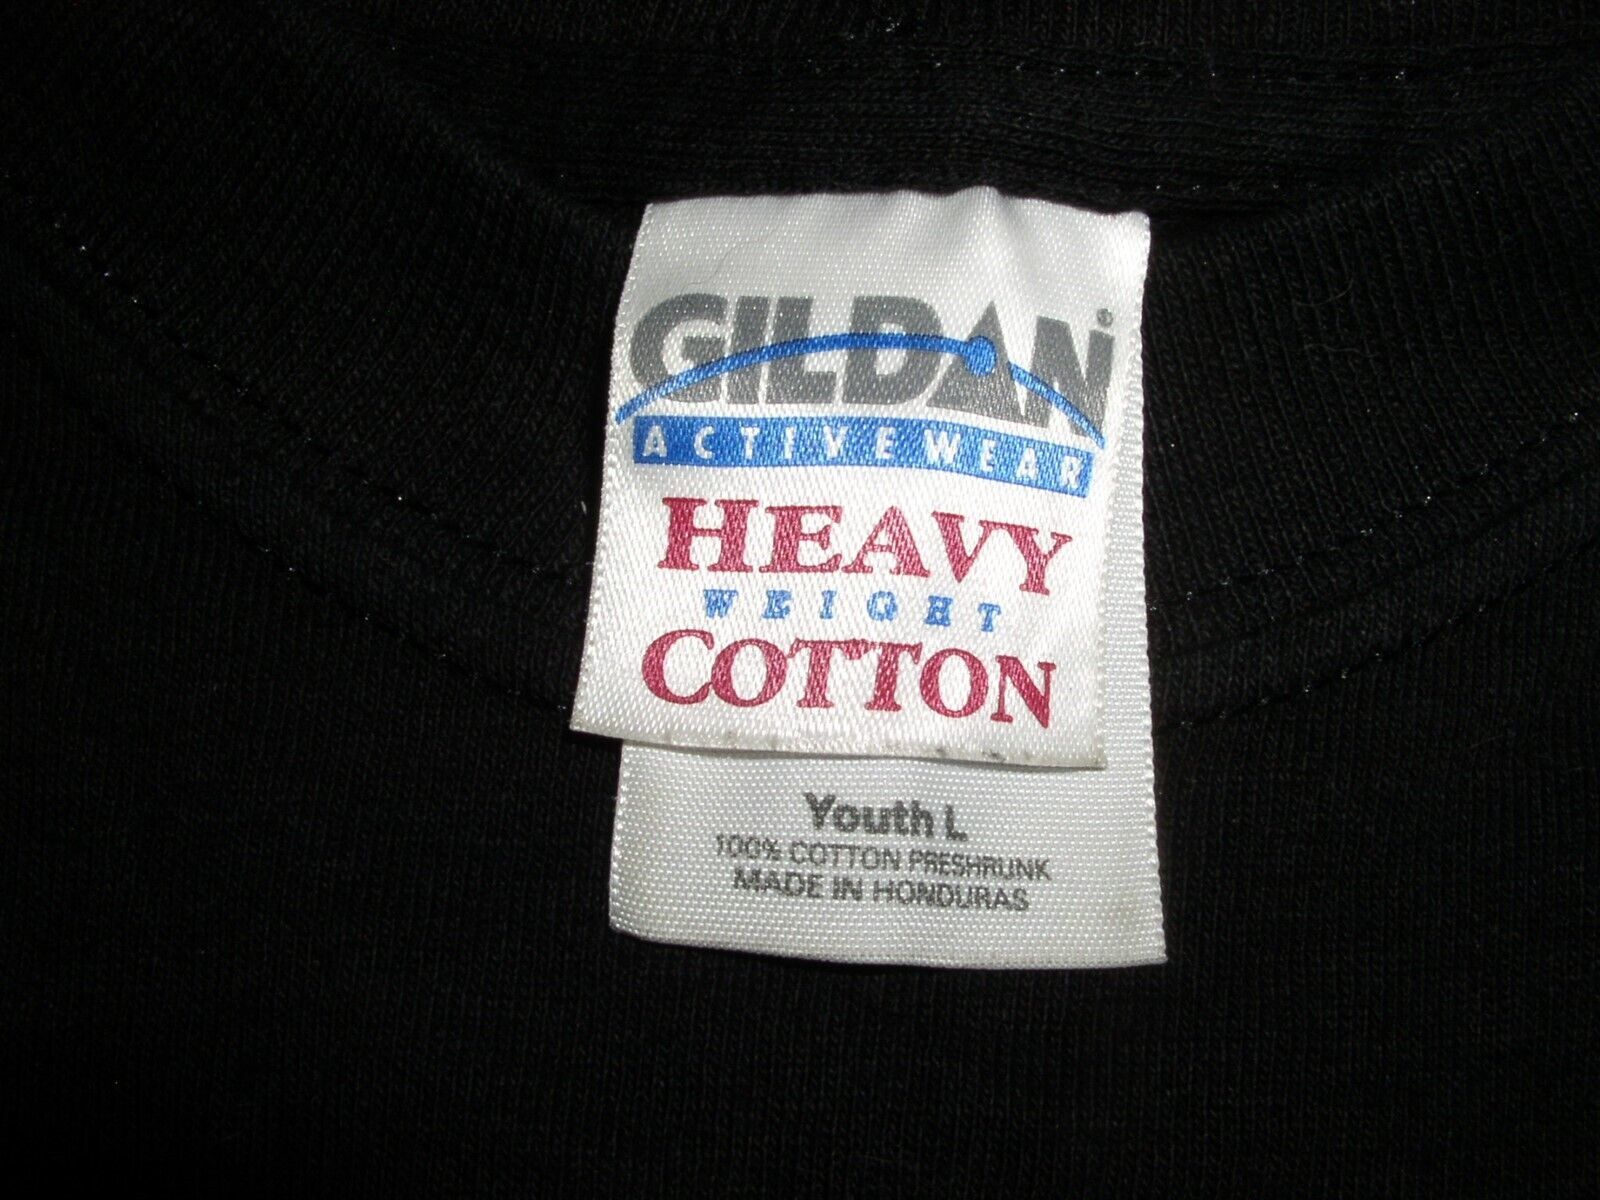 GILDAN®
ACTIVEWEAR
HEAVY
WEIGHT
COTTON
Youth L
100% COTTON PRESHRUNK
MADE IN HONDURAS